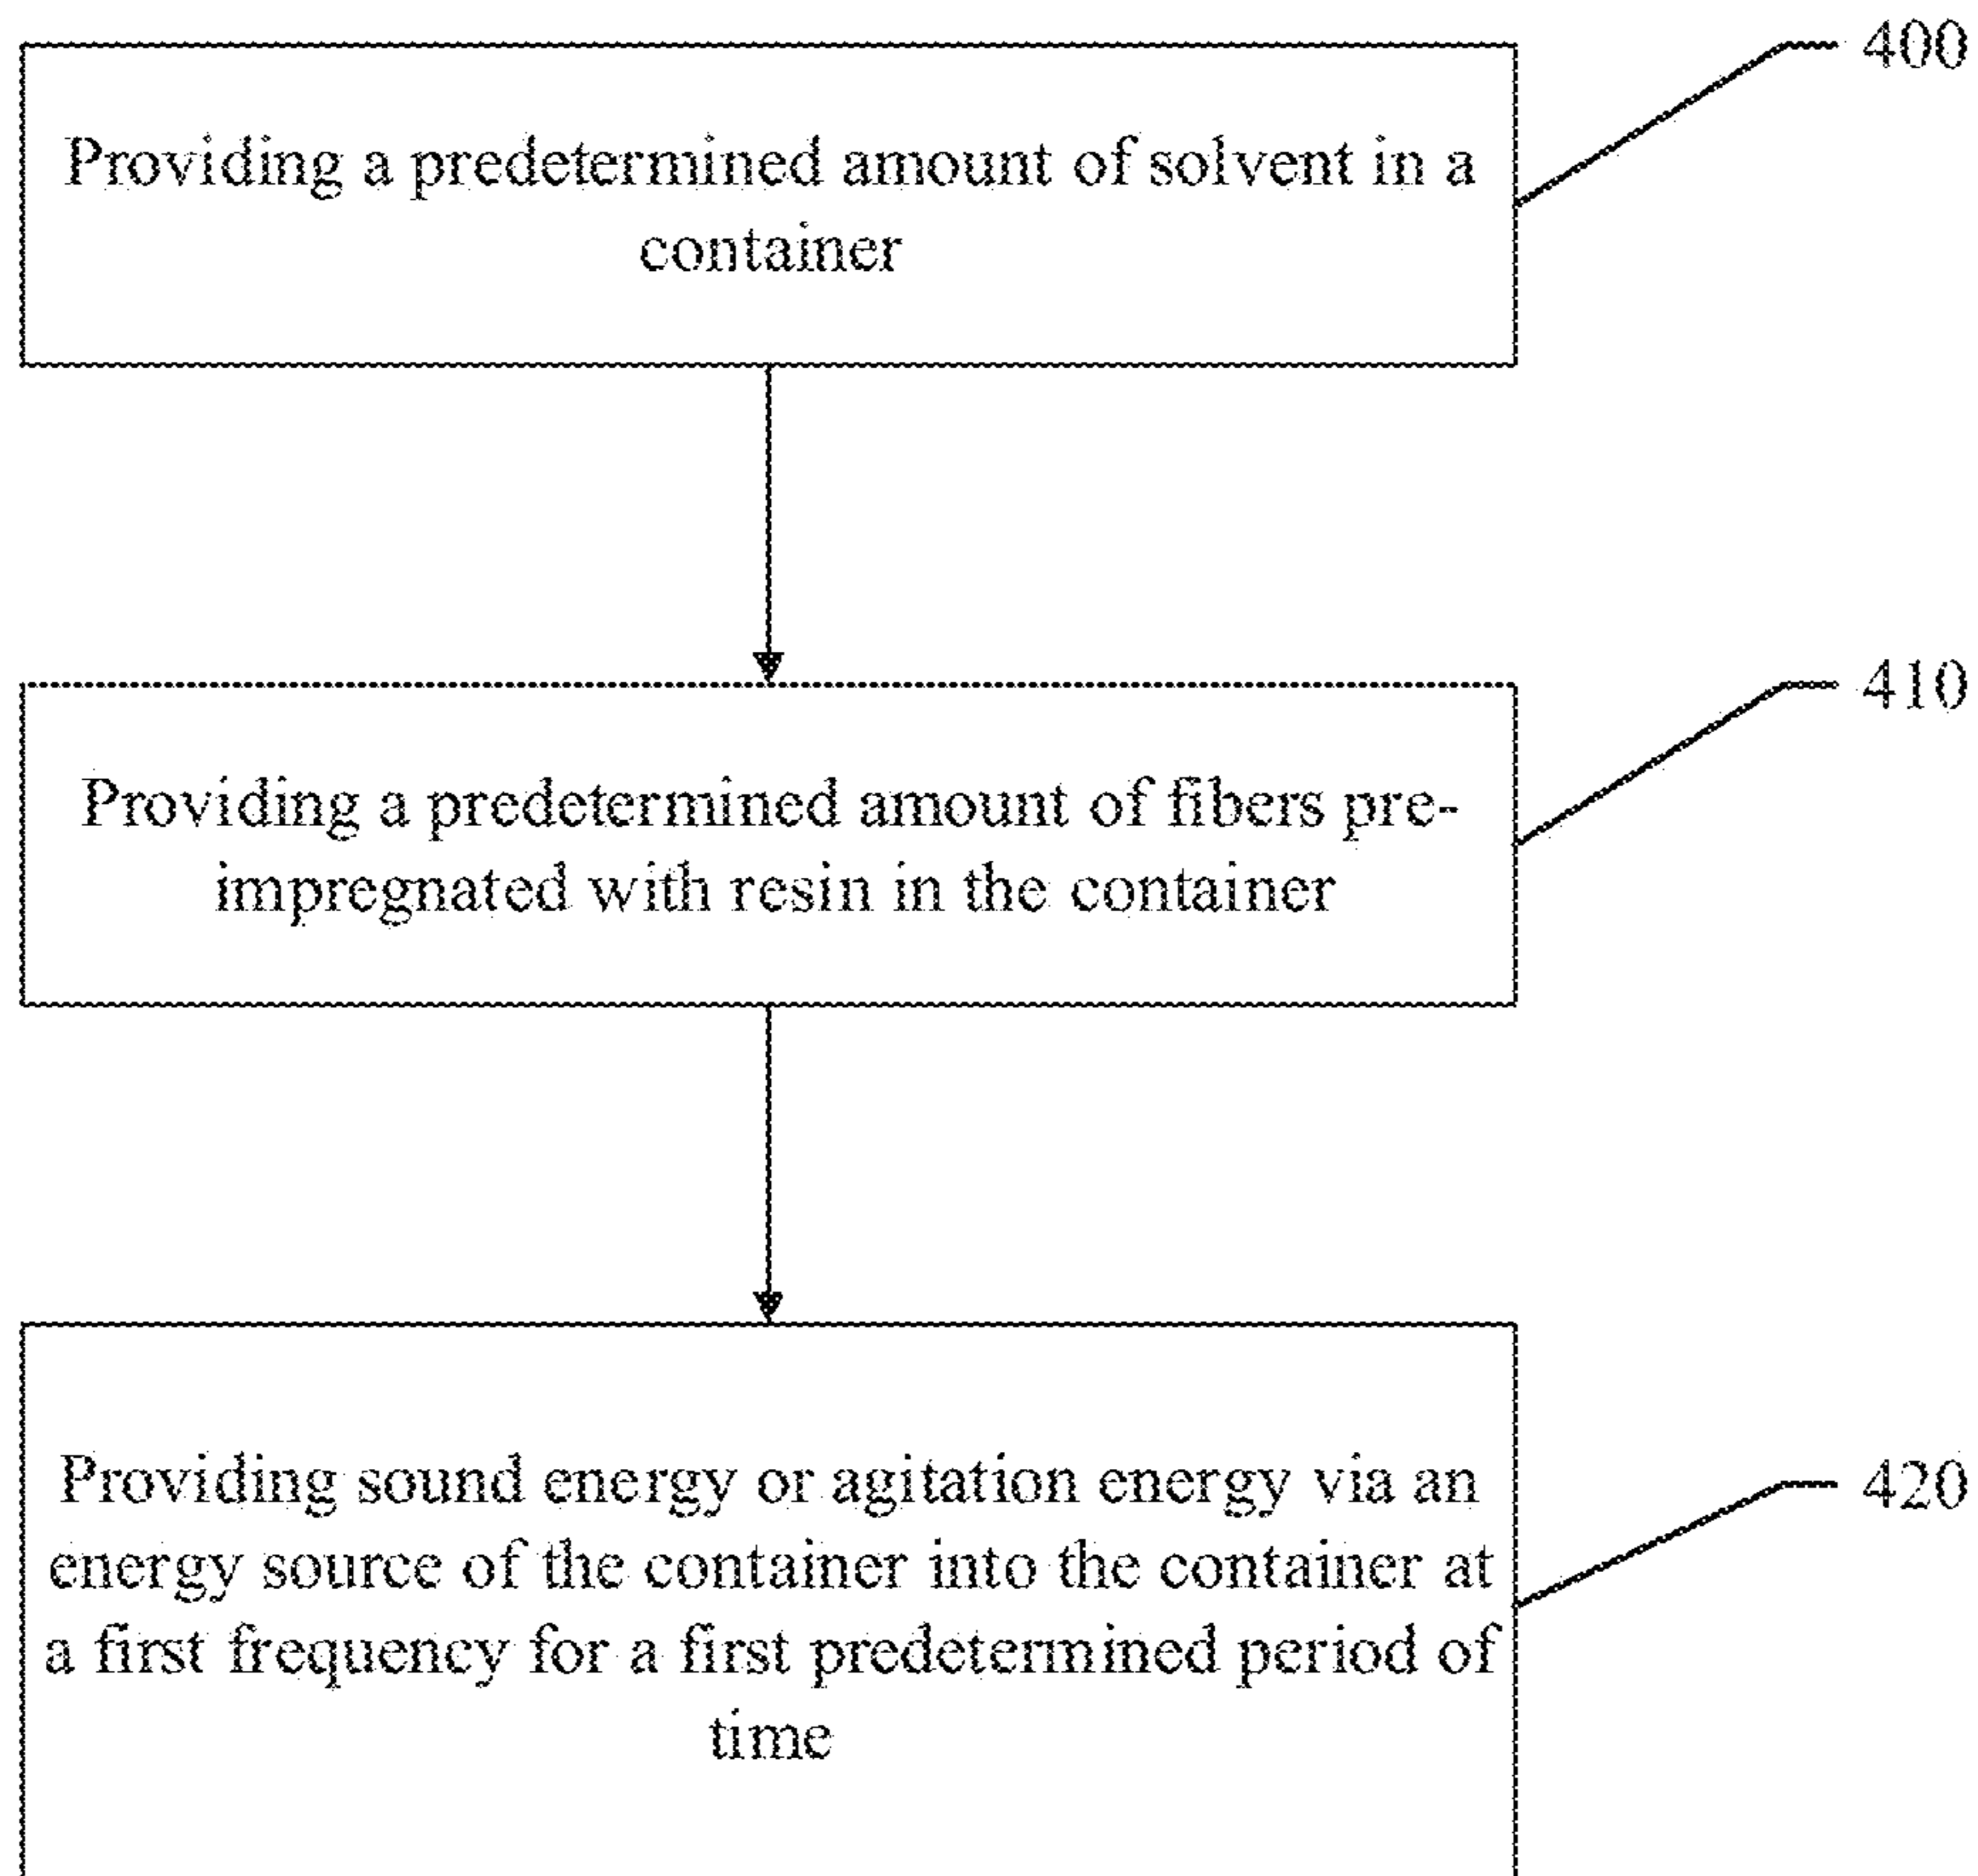 400
Providing a predetermined amount of solvent in a
container
410
Providing a predetermined amount of fibers pre-
impregnated with resin in the container
420
Providing sound energy or agitation energy via an
energy source of the container into the container at
a first frequency for a first predetermined period of
time